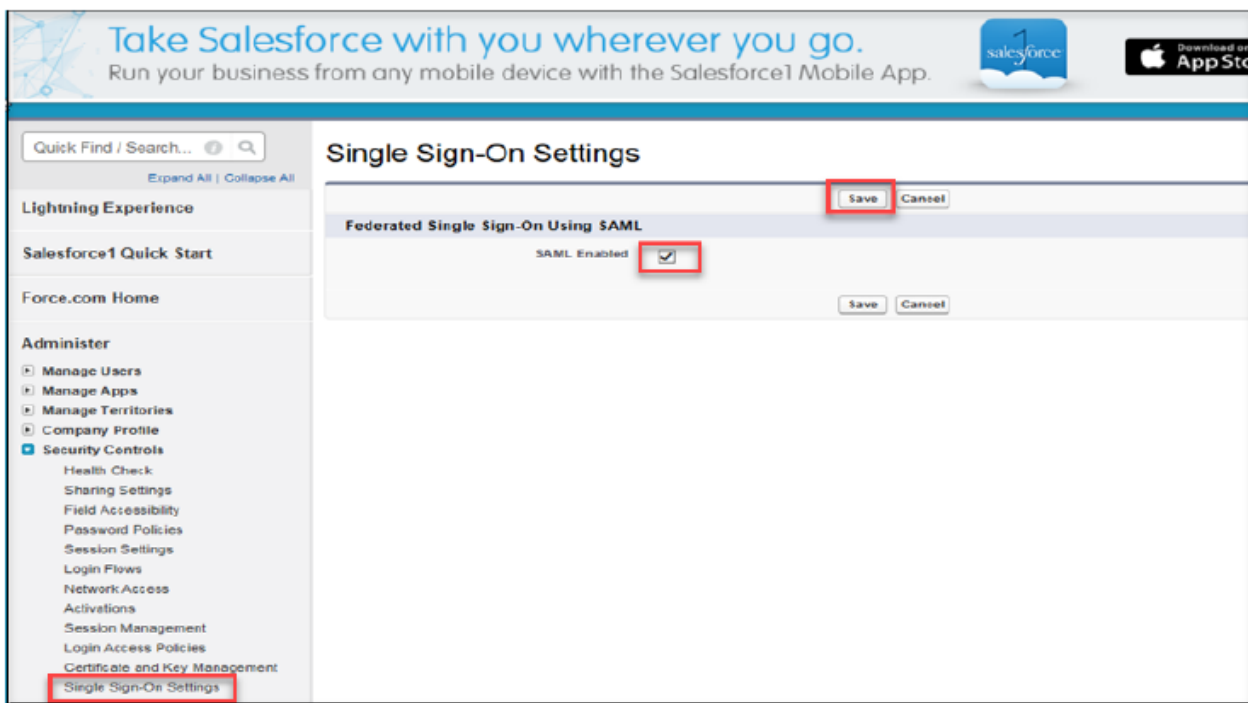 Take Salesforce with you wherever you go.
Run your business from any mobile device with the Salesforce1 Mobile App.
1
salesforce
Download on
App Sto
Quick Find / Search...
Expand All | Collapse All
Lightning Experience
Salesforce1 Quick Start
Force.com Home
Administer
Manage Users
Manage Apps
Manage Territories
Company Profile
Security Controls
Health Check
Sharing Settings
Field Accessibility
Password Policies
Session Settings
Login Flows
Network Access
Activations
Session Management
Login Access Policies
Certificate and Key Management
Single Sign-On Settings
Single Sign-On Settings
Save Cancel
Federated Single Sign-On Using SAML
SAML Enabled
Save Cancel